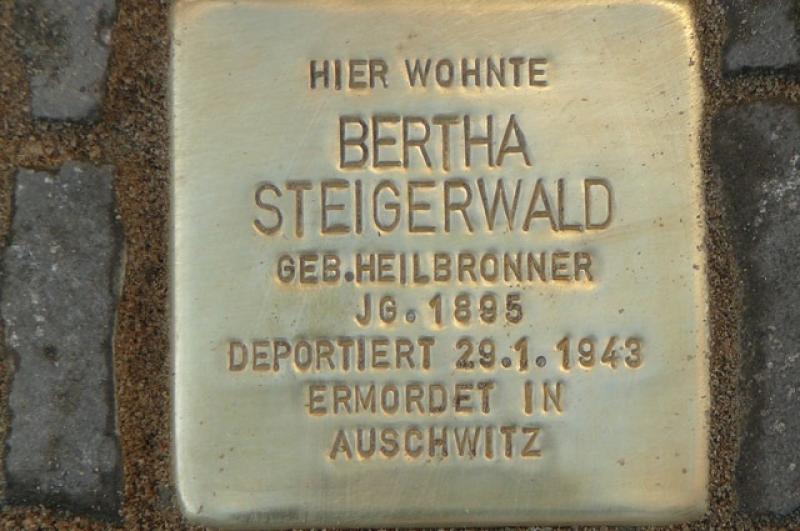 HIER WOHNTE
BERTHA
STEIGERWALD
GEB.HEILBRONNER
JG. 1895
DEPORTIERT 29.1.1943
ERMORDET IN
AUSCHWITZ